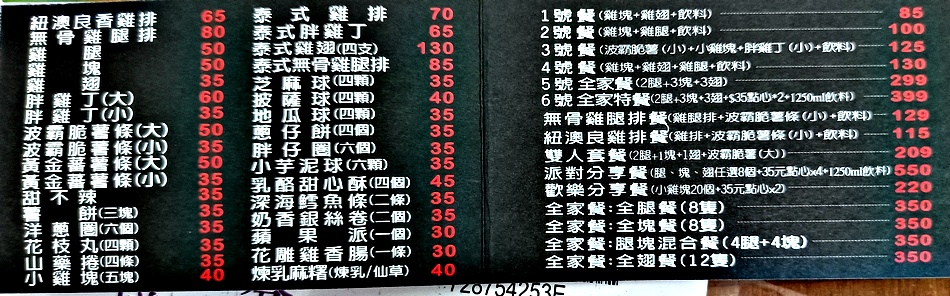 紐澳良香雞排 65
無骨雞腿排 80
雞腿 50
雞塊 50
雞翅 35
胖雞丁(大) 60
胖雞丁(小) 35
波霸脆薯條(大) 50
波霸脆薯條(小) 35
黃金薯條(大) 50
黃金薯條(小) 35
甜不辣 35
薯餅(三塊) 35
洋蔥圈(六個) 35
花枝丸(四顆) 35
山藥捲(四條) 35
小雞塊(五塊) 40
泰式雞排 70
泰式胖雞丁 65
泰式雞翅(四支) 130
泰式無骨雞腿排 85
芝麻球(四顆) 35
披薩球(四顆) 40
地瓜球(四顆) 35
蔥仔餅(四個) 35
胖仔圈(六個) 35
小芋泥球(六顆) 35
乳酪甜心酥(四個) 45
深海鱈魚條(二條) 35
奶香銀絲卷(二個) 35
蘋果派(一個) 30
花雕雞香腸(一條) 30
煉乳麻糬(煉乳/仙草) 40
1號餐(雞塊+雞翅+飲料) 85
2號餐(雞塊+雞腿+飲料) 100
3號餐(波霸脆薯(小)+小雞塊+胖雞丁(小)+飲料) 125
4號餐(雞塊+雞翅+雞腿+飲料) 130
5號全家餐(2腿+3塊+3翅) 299
6號全家特餐(2腿+3塊+3翅+$35點心*2+1250ml飲料) 399
無骨雞腿排餐(雞腿排+波霸脆薯條(小)+飲料) 129
紐澳良雞排餐(雞排+波霸脆薯條(小)+飲料) 115
雙人套餐(2腿+1塊+1翅+波霸脆薯(大)) 209
派對分享餐(腿、塊、翅任選8個+35元點心x4+1250ml飲料) 550
歡樂分享餐(小雞塊20個+35元點心x2) 220
全家餐:全腿餐(8隻) 350
全家餐:全塊餐(8隻) 350
全家餐:腿塊混合餐(4腿+4塊) 350
全家餐:全翅餐(12隻) 350